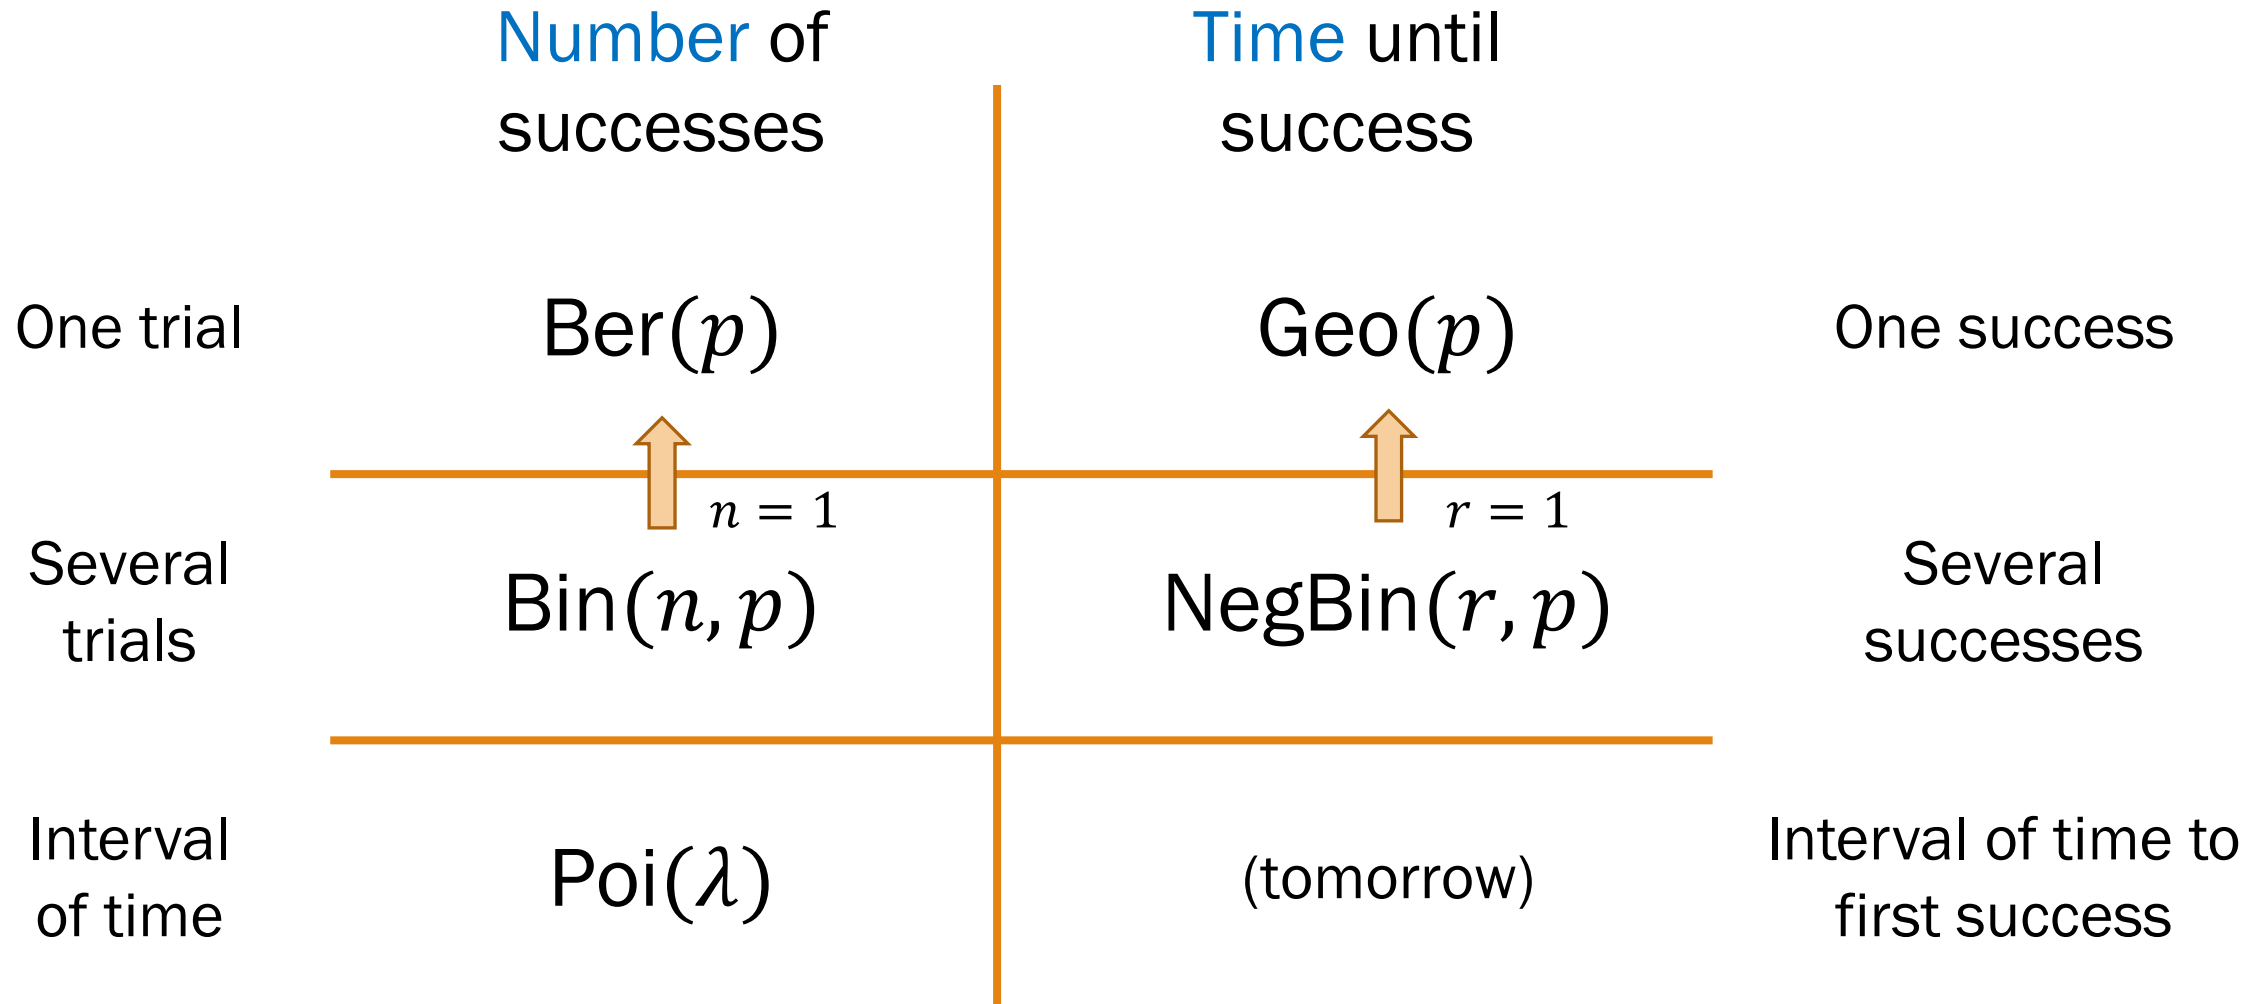 Number of
successes
Time until
success
One trial
Ber(p)
Geo(p)
One success
n = 1
r = 1
Several
trials
Bin(n, p)
NegBin(r, p)
Several
successes
Interval
of time
Poi(λ)
(tomorrow)
Interval of time to
first success